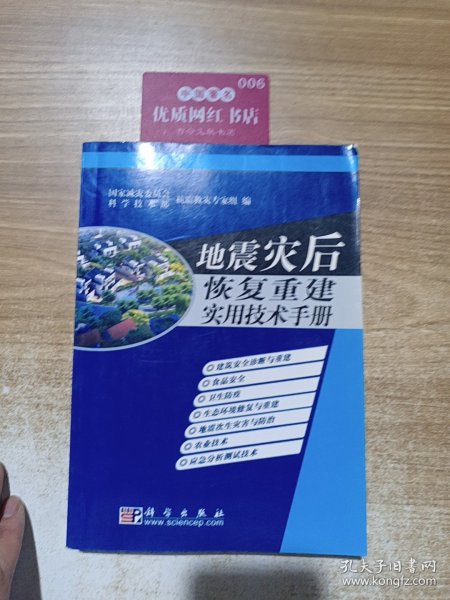 006
中国著名
优质网红书店
国家减灾委员会
科学技术部
抗震救灾专家组 编
地震灾后
恢复重建
实用技术手册
建筑安全诊断与重建
食品安全
卫生防疫
生态环境修复与重建
地震次生灾害与防治
农业技术
应急分析测试技术
科学出版社
www.sciencep.com
孔夫子旧书网
www.kongfz.com